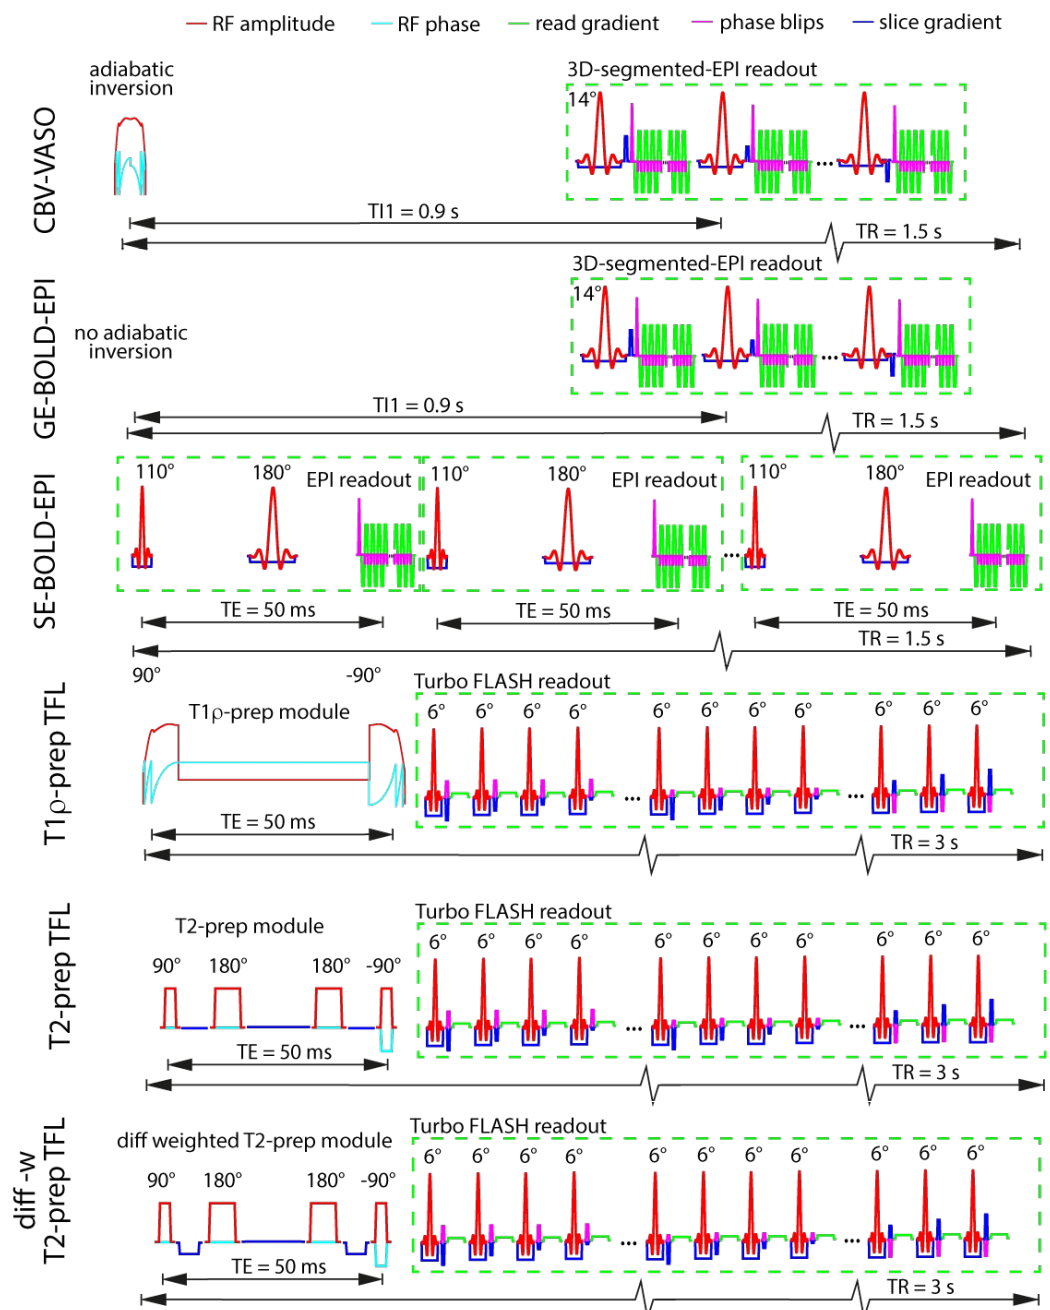 RF amplitude RF phase read gradient phase blips slice gradient
CBV-VASO
adiabatic
inversion
3D-segmented-EPI readout
14°
...
TI1 = 0.9 s
TR = 1.5 s
GE-BOLD-EPI
3D-segmented-EPI readout
14°
no adiabatic
inversion
...
TI1 = 0.9 s
TR = 1.5 s
SE-BOLD-EPI
110° 180° EPI readout 110° 180° EPI readout 110° 180° EPI readout
...
TE = 50 ms TE = 50 ms TE = 50 ms
TR = 1.5 s
T1ρ-prep TFL
90° -90°
Turbo FLASH readout
T1ρ-prep module
6° 6° 6° 6° 6° 6° 6° 6° 6° 6° 6°
... ...
TE = 50 ms
TR = 3 s
T2-prep TFL
Turbo FLASH readout
T2-prep module
6° 6° 6° 6° 6° 6° 6° 6° 6° 6° 6°
90° 180° 180° -90°
... ...
TE = 50 ms
TR = 3 s
diff -w
T2-prep TFL
Turbo FLASH readout
diff weighted T2-prep module
6° 6° 6° 6° 6° 6° 6° 6° 6° 6° 6°
90° 180° 180° -90°
... ...
TE = 50 ms
TR = 3 s